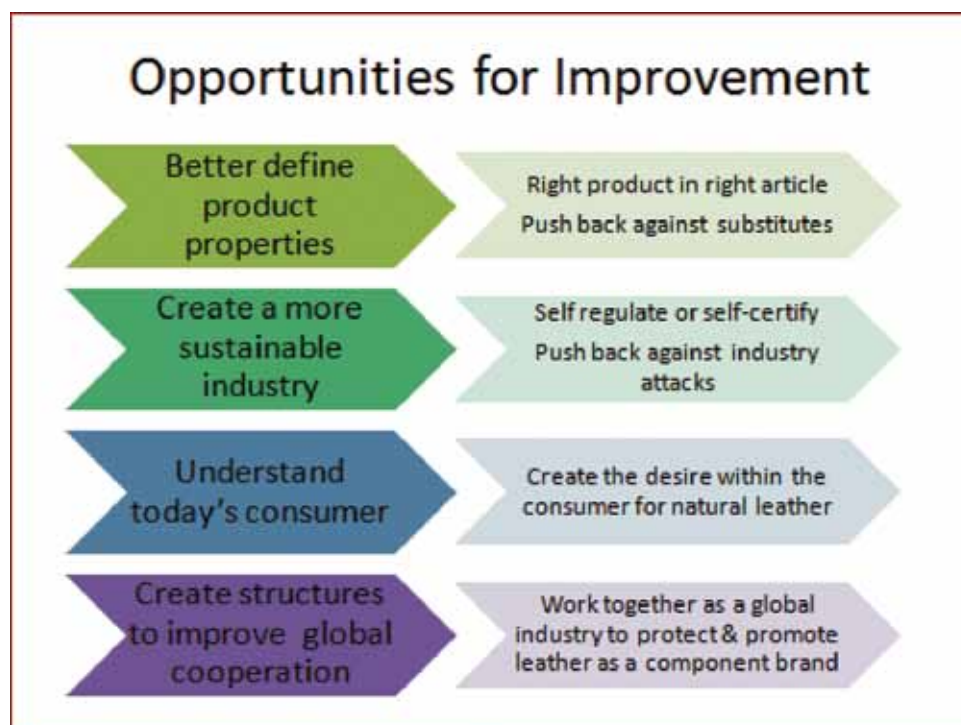 Opportunities for Improvement
Better define
product
properties
Right product in right article
Push back against substitutes
Create a more
sustainable
industry
Self regulate or self-certify
Push back against industry
attacks
Understand
today's consumer
Create the desire within the
consumer for natural leather
Create structures
to improve global
cooperation
Work together as a global
industry to protect & promote
leather as a component brand